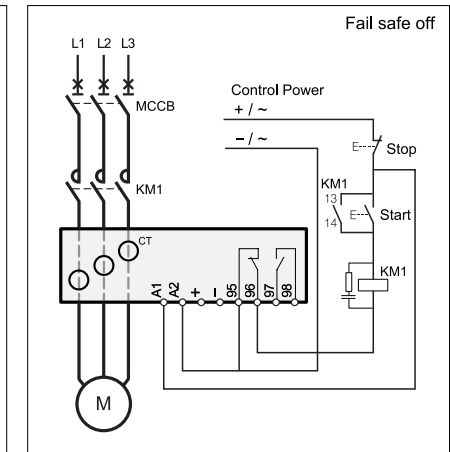 Fail safe off
L1 L2 L3
Control Power
MCCB
+ / ~
E
Stop
– / ~
KM1
KM1
13
14
E
Start
CT
KM1
A1 A2 + – 95 96 97 98
M